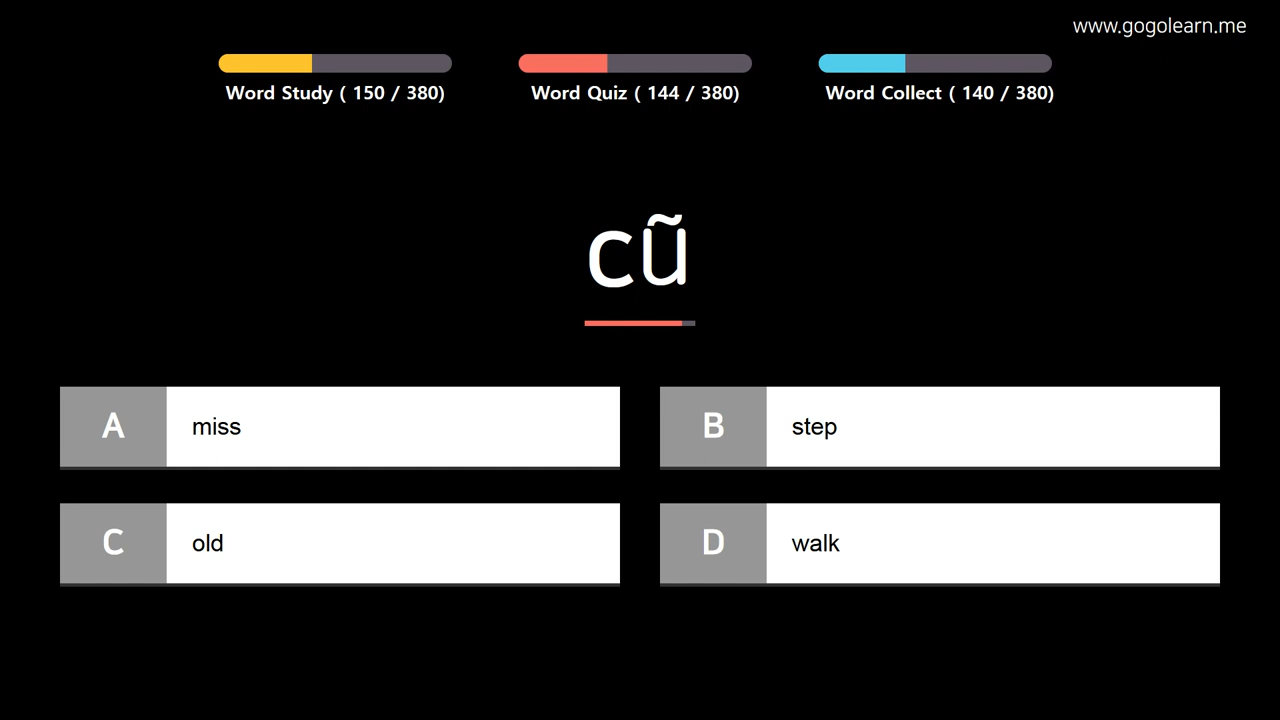 www.gogolearn.me
Word Study ( 150 / 380)
Word Quiz ( 144 / 380)
Word Collect ( 140 / 380)
cũ
A miss
B step
C old
D walk